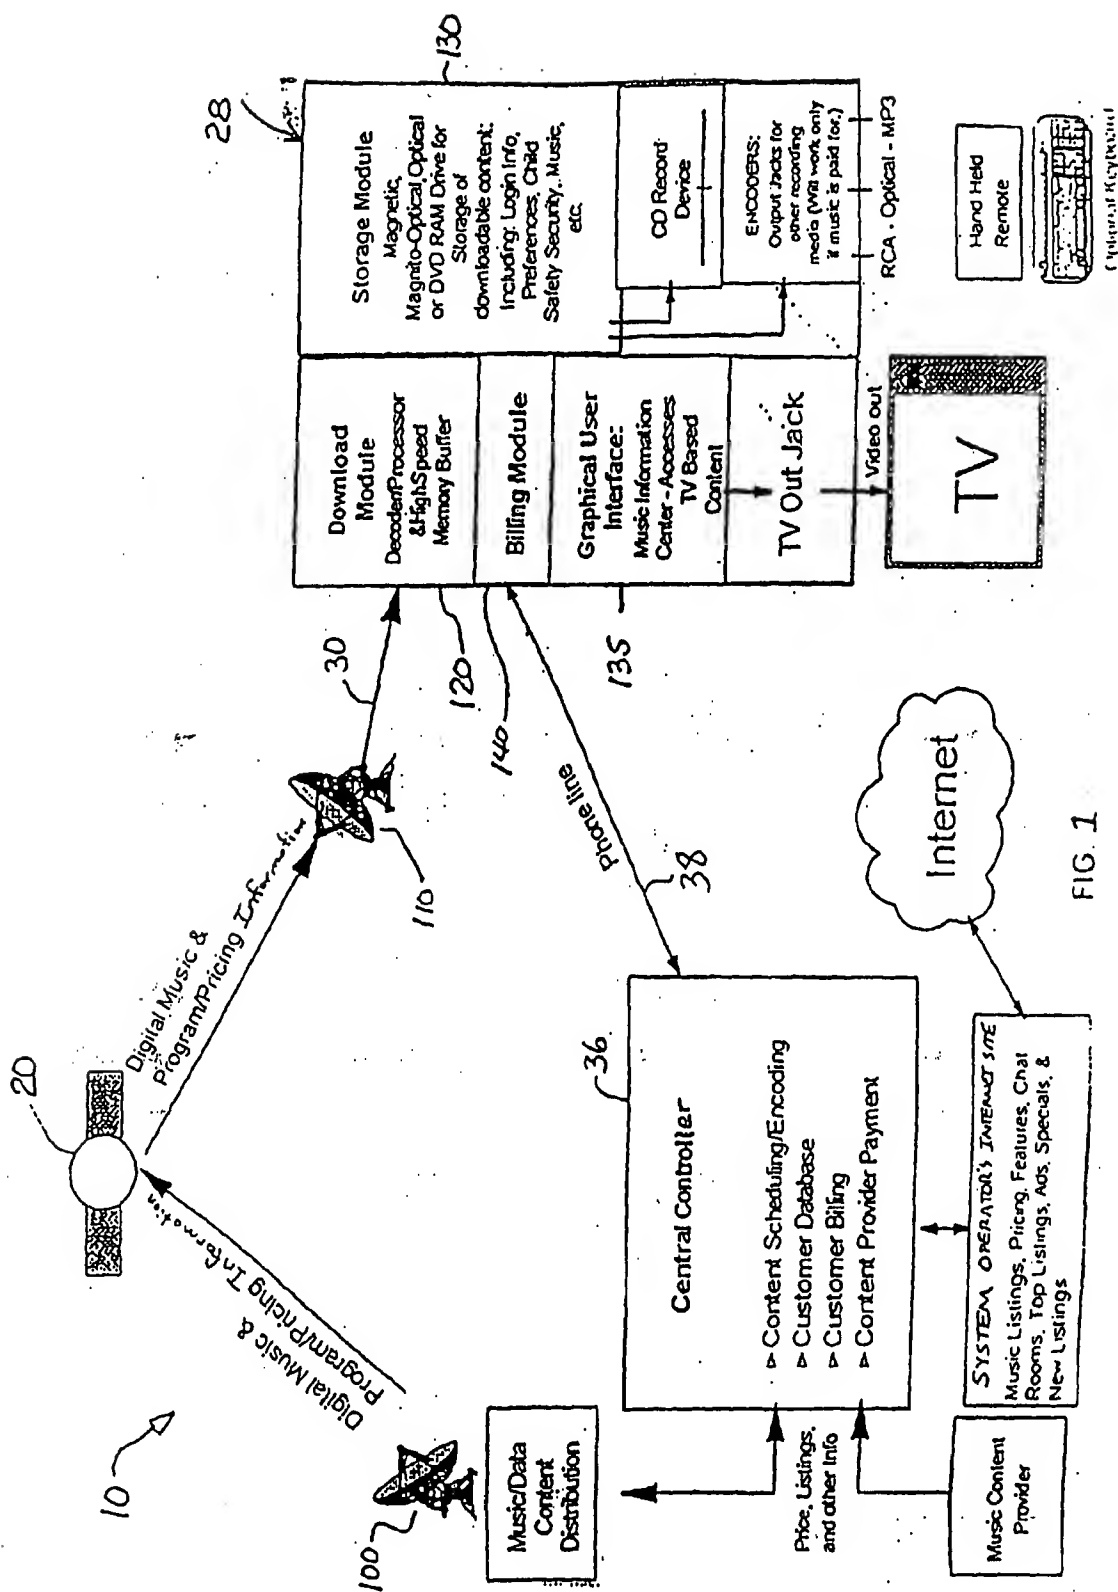 10
20
Digital Music &
Program/Pricing Information
Digital Music &
Program/Pricing Information
100
110
30
Music/Data
Content
Distribution
28
130
Download
Module
Decoder/Processor
& High Speed
Memory Buffer
120
Billing Module
140
Graphical User
Interface:
Music Information
Center - Accesses
TV Based
Content
135
TV Out Jack
Storage Module
Magnetic,
Magnito-Optical, Optical
or DVD RAM Drive for
Storage of
downloadable content:
Including: Login Info,
Preferences, Child
Safety Security, Music,
etc.
CD Record
Device
ENCODERS:
Output Jacks for
other recording
media (Will work only
if music is paid for.)
RCA - Optical - MP3
Video out
TV
Hand Held
Remote
Optional Keyboard
Phone line
38
36
Central Controller
▻ Content Scheduling/Encoding
▻ Customer Database
▻ Customer Billing
▻ Content Provider Payment
Price, Listings,
and other Info
Music Content
Provider
SYSTEM OPERATOR'S INTERNET SITE
Music Listings, Pricing, Features, Chat
Rooms, Top Listings, Ads, Specials, &
New Listings
Internet
FIG. 1